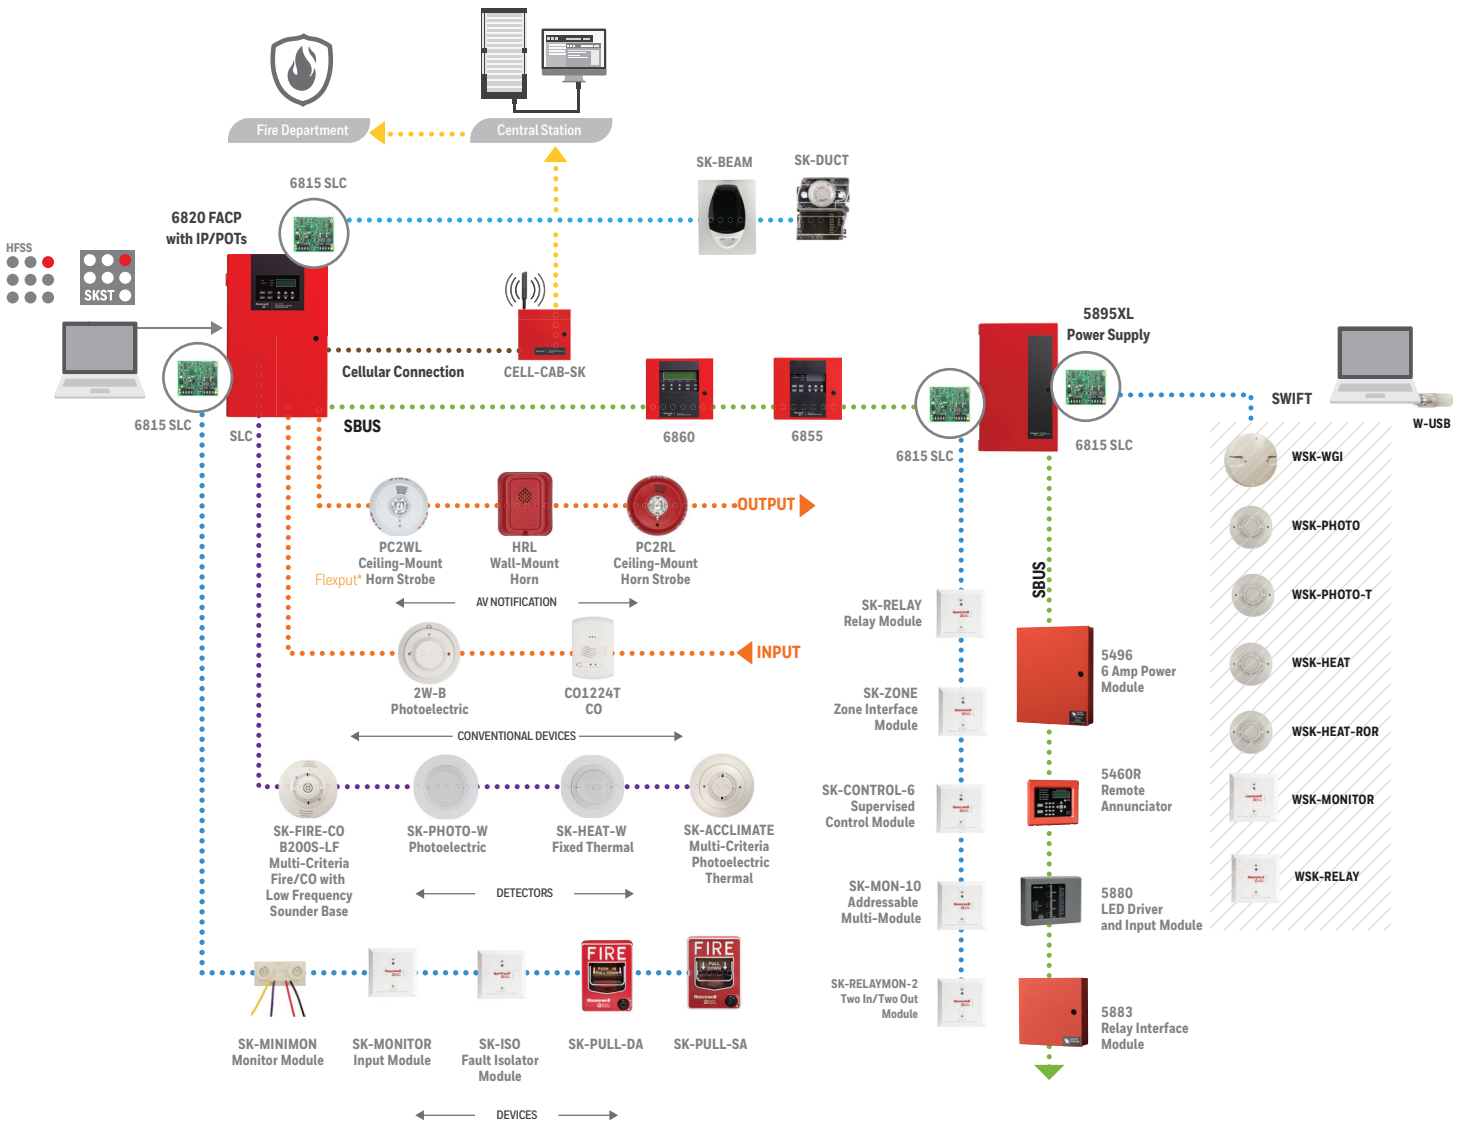 Fire Department
Central Station
SK-BEAM
SK-DUCT
6815 SLC
6820 FACP
with IP/POTs
HFSS
SKST
Cellular Connection
CELL-CAB-SK
5895XL
Power Supply
6815 SLC
SLC
SBUS
6860
6855
6815 SLC
6815 SLC
SWIFT
W-USB
WSK-WGI
WSK-PHOTO
WSK-PHOTO-T
WSK-HEAT
WSK-HEAT-ROR
WSK-MONITOR
WSK-RELAY
OUTPUT
PC2WL
Ceiling-Mount
Horn Strobe
Flexput*
HRL
Wall-Mount
Horn
PC2RL
Ceiling-Mount
Horn Strobe
AV NOTIFICATION
INPUT
2W-B
Photoelectric
CO1224T
CO
CONVENTIONAL DEVICES
SK-FIRE-CO
B200S-LF
Multi-Criteria
Fire/CO with
Low Frequency
Sounder Base
SK-PHOTO-W
Photoelectric
SK-HEAT-W
Fixed Thermal
SK-ACCLIMATE
Multi-Criteria
Photoelectric
Thermal
DETECTORS
FIRE
PUSH IN
PULL DOWN
Honeywell
FIRE
PULL
DOWN
Honeywell
SK-MINIMON
Monitor Module
SK-MONITOR
Input Module
SK-ISO
Fault Isolator
Module
SK-PULL-DA
SK-PULL-SA
DEVICES
SK-RELAY
Relay Module
SK-ZONE
Zone Interface
Module
SK-CONTROL-6
Supervised
Control Module
SK-MON-10
Addressable
Multi-Module
SK-RELAYMON-2
Two In/Two Out
Module
SBUS
5496
6 Amp Power
Module
5460R
Remote
Annunciator
5880
LED Driver
and Input Module
5883
Relay Interface
Module